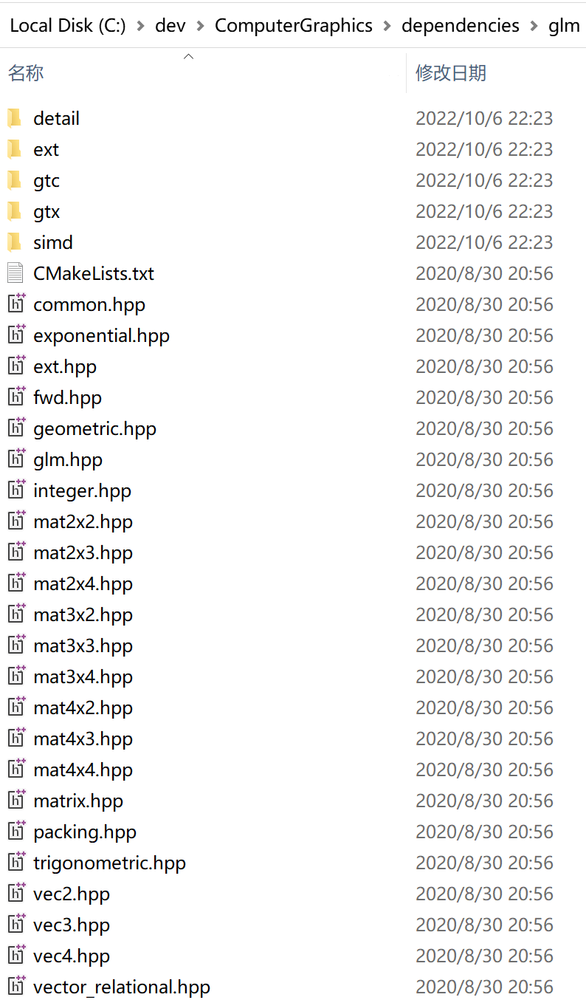 Local Disk (C:) > dev > ComputerGraphics > dependencies > glm
名称 修改日期
detail 2022/10/6 22:23
ext 2022/10/6 22:23
gtc 2022/10/6 22:23
gtx 2022/10/6 22:23
simd 2022/10/6 22:23
CMakeLists.txt 2020/8/30 20:56
common.hpp 2020/8/30 20:56
exponential.hpp 2020/8/30 20:56
ext.hpp 2020/8/30 20:56
fwd.hpp 2020/8/30 20:56
geometric.hpp 2020/8/30 20:56
glm.hpp 2020/8/30 20:56
integer.hpp 2020/8/30 20:56
mat2x2.hpp 2020/8/30 20:56
mat2x3.hpp 2020/8/30 20:56
mat2x4.hpp 2020/8/30 20:56
mat3x2.hpp 2020/8/30 20:56
mat3x3.hpp 2020/8/30 20:56
mat3x4.hpp 2020/8/30 20:56
mat4x2.hpp 2020/8/30 20:56
mat4x3.hpp 2020/8/30 20:56
mat4x4.hpp 2020/8/30 20:56
matrix.hpp 2020/8/30 20:56
packing.hpp 2020/8/30 20:56
trigonometric.hpp 2020/8/30 20:56
vec2.hpp 2020/8/30 20:56
vec3.hpp 2020/8/30 20:56
vec4.hpp 2020/8/30 20:56
vector_relational.hpp 2020/8/30 20:56